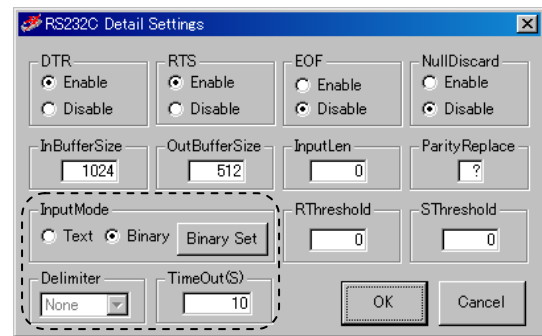 RS232C Detail Settings
DTR RTS EOF NullDiscard
Enable Enable Enable Enable
Disable Disable Disable Disable
InBufferSize OutBufferSize InputLen ParityReplace
1024 512 0 ?
InputMode RThreshold SThreshold
Text Binary Binary Set 0 0
Delimiter TimeOut(S)
None 10 OK Cancel